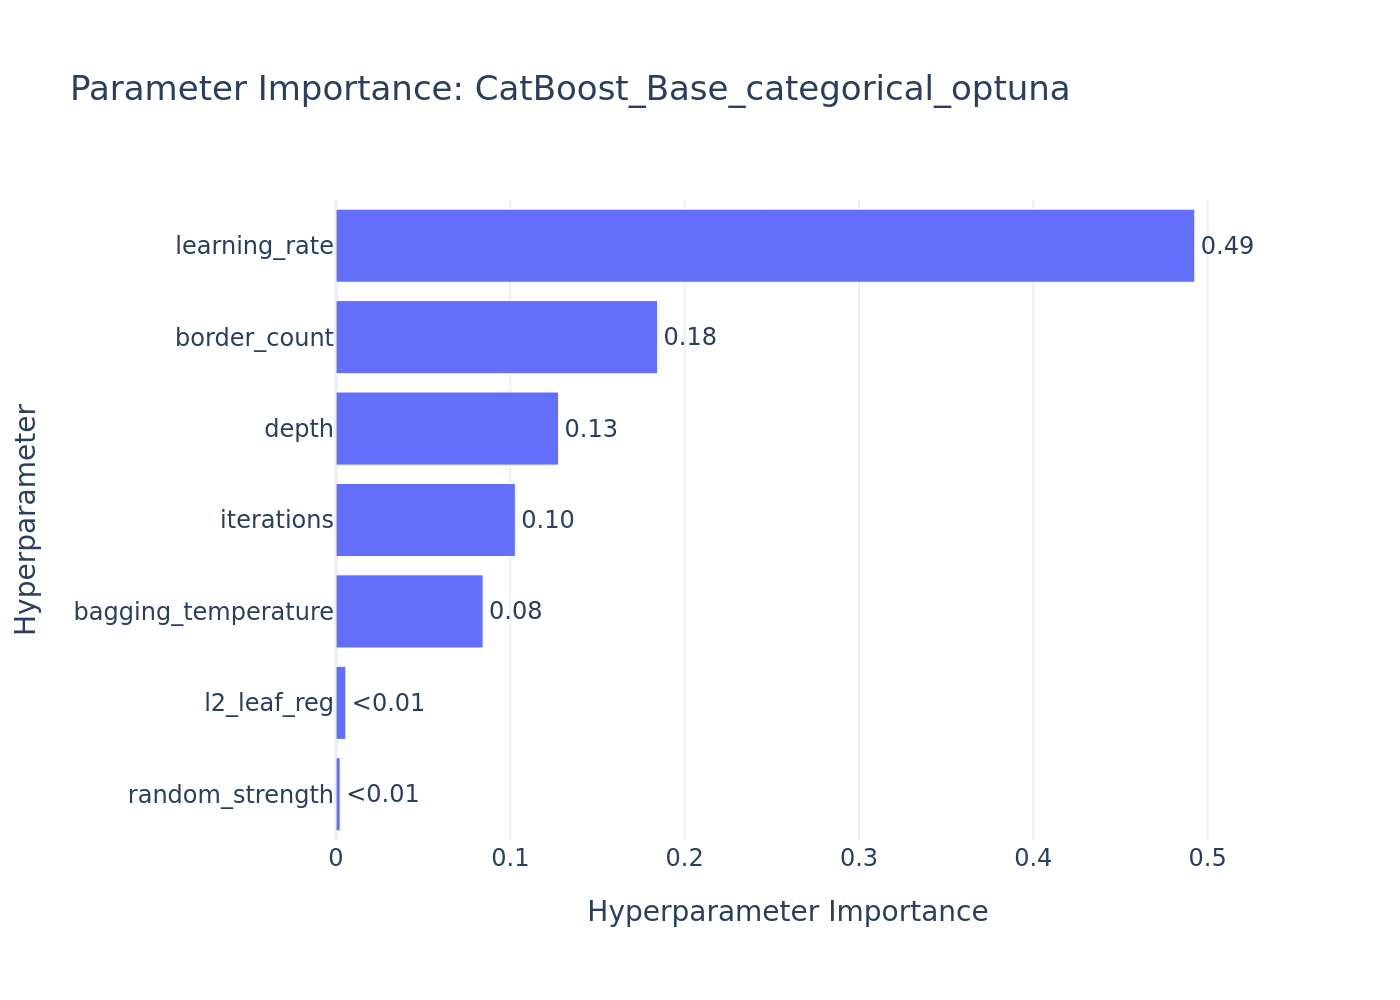 Parameter Importance: CatBoost_Base_categorical_optuna
Hyperparameter
learning_rate 0.49
border_count 0.18
depth 0.13
iterations 0.10
bagging_temperature 0.08
l2_leaf_reg <0.01
random_strength <0.01
0 0.1 0.2 0.3 0.4 0.5
Hyperparameter Importance